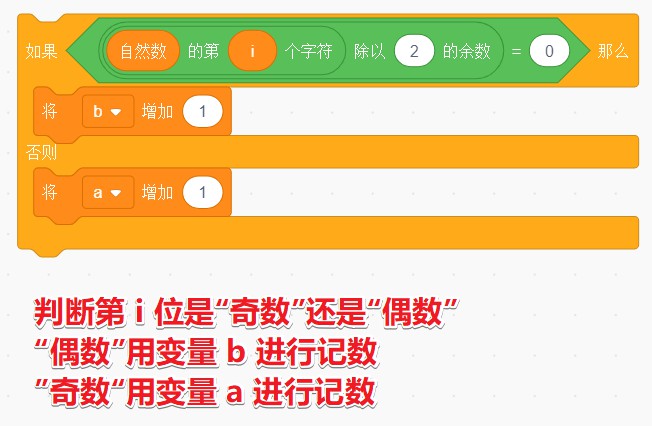 如果 自然数 的第 i 个字符 除以 2 的余数 = 0 那么
将 b 增加 1
否则
将 a 增加 1
判断第 i 位是“奇数”还是“偶数”
“偶数”用变量 b 进行记数
”奇数“用变量 a 进行记数